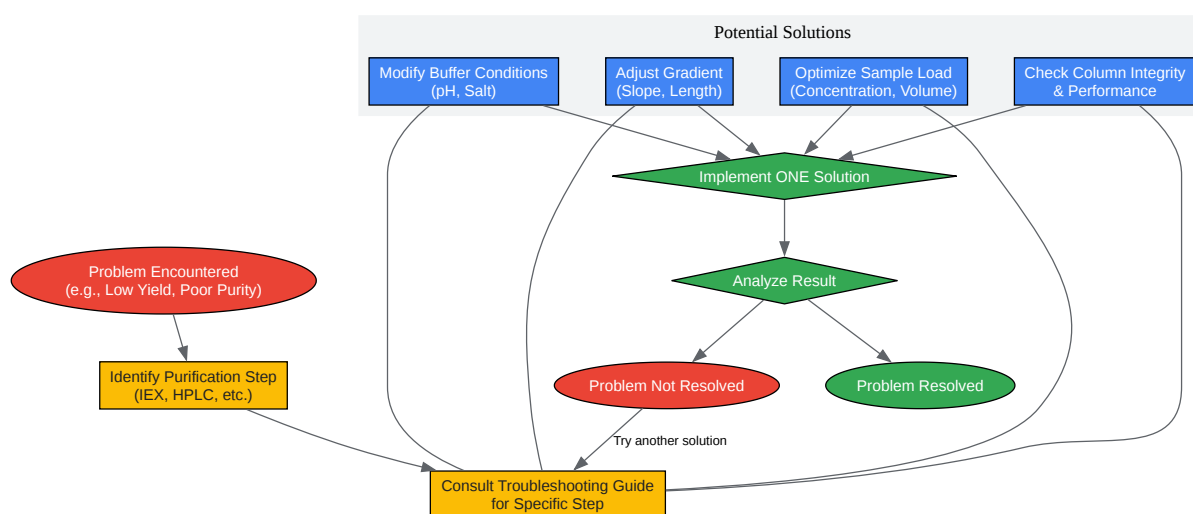 Potential Solutions
Modify Buffer Conditions
(pH, Salt)
Adjust Gradient
(Slope, Length)
Optimize Sample Load
(Concentration, Volume)
Check Column Integrity
& Performance
Implement ONE Solution
Problem Encountered
(e.g., Low Yield, Poor Purity)
Analyze Result
Identify Purification Step
(IEX, HPLC, etc.)
Problem Not Resolved
Problem Resolved
Try another solution
Consult Troubleshooting Guide
for Specific Step